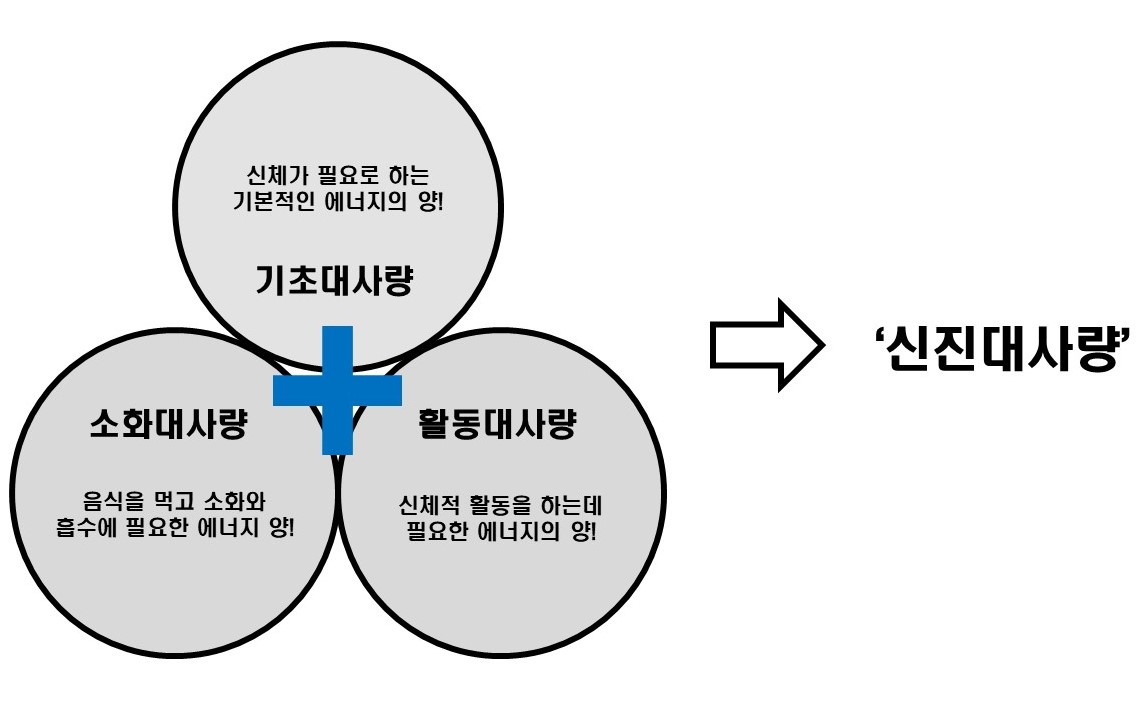 신체가 필요로 하는
기본적인 에너지의 양!
기초대사량
소화대사량
음식을 먹고 소화와
흡수에 필요한 에너지 양!
활동대사량
신체적 활동을 하는데
필요한 에너지의 양!
‘신진대사량’